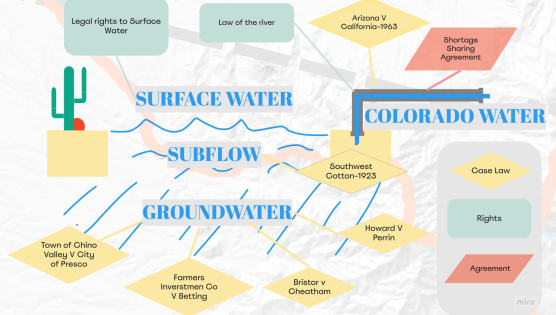 Legal rights to Surface
Water
Law of the river
Arizona V
California-1963
Shortage
Sharing
Agreement
SURFACE WATER
COLORADO WATER
SUBFLOW
Southwest
Cotton-1923
Case Law
GROUNDWATER
Rights
Howard V
Perrin
Town of Chino
Valley V City
of Presco
Farmers
Inverstmen Co
V Betting
Bristor v
Cheatham
Agreement
miro